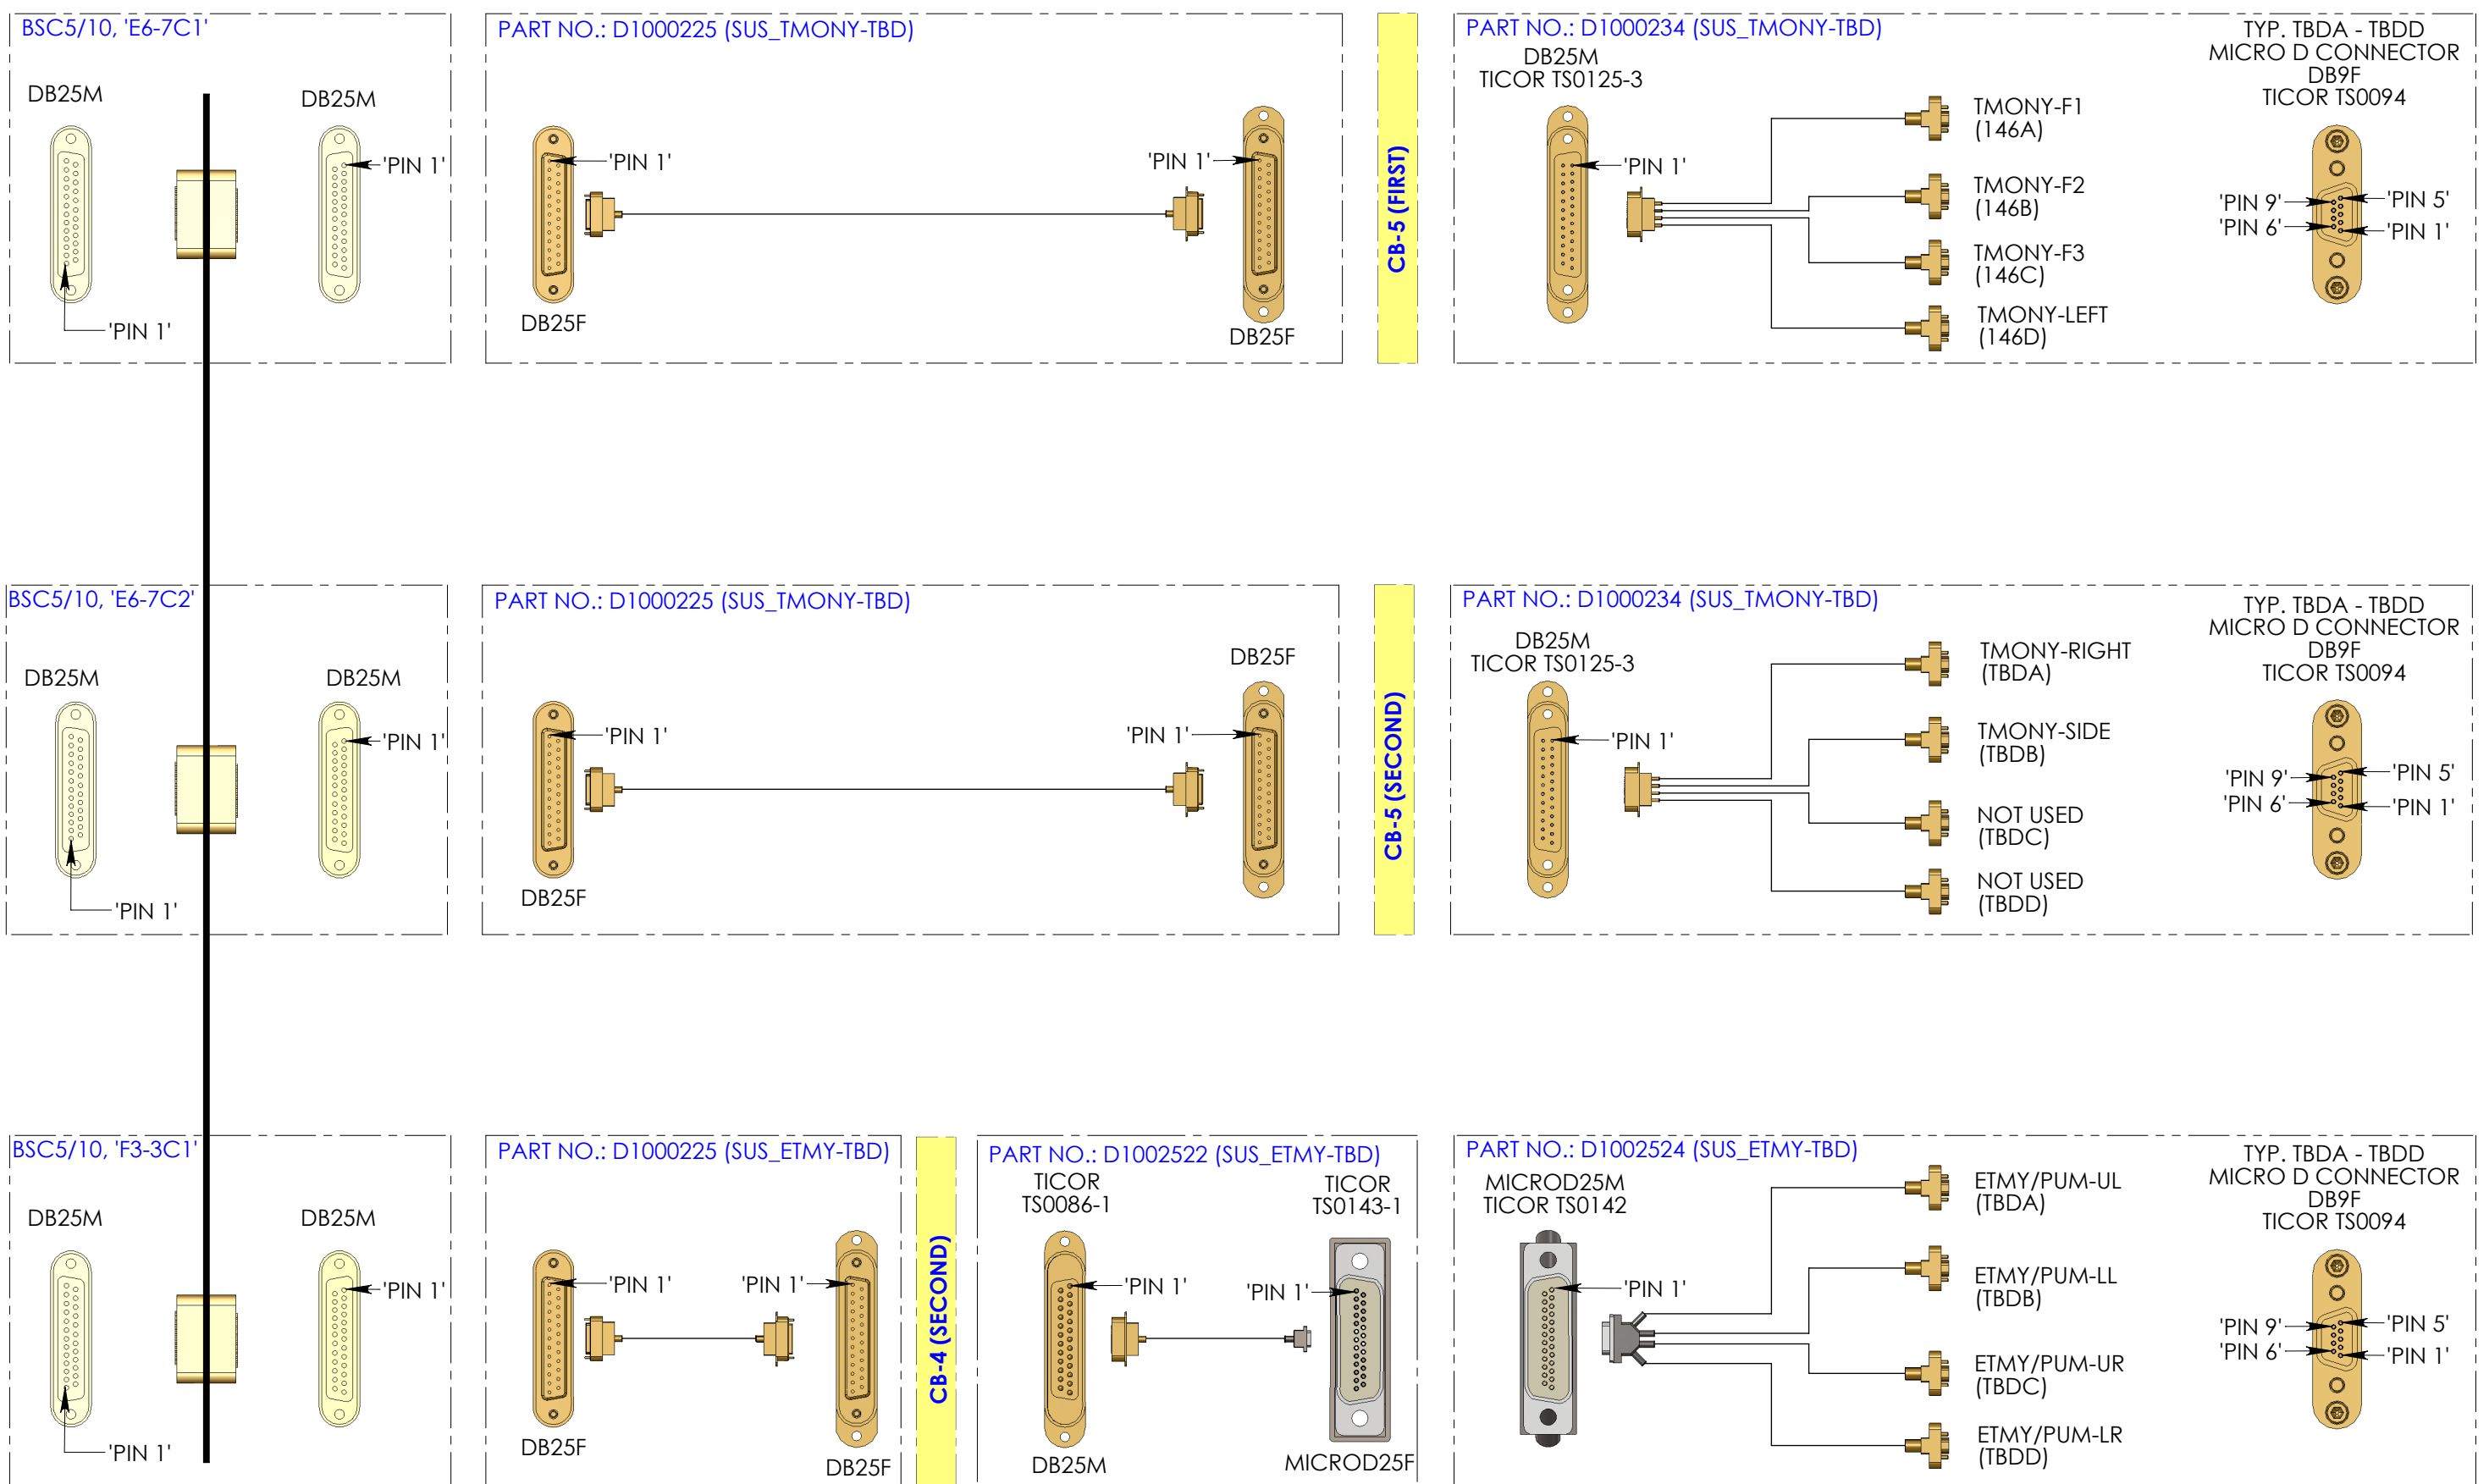 BSC5/10, 'E6-7C1'
DB25M
DB25M
'PIN 1'
'PIN 1'
PART NO.: D1000225 (SUS_TMONY-TBD)
'PIN 1'
'PIN 1'
DB25F
DB25F
CB-5 (FIRST)
PART NO.: D1000234 (SUS_TMONY-TBD)
DB25M
TICOR TS0125-3
'PIN 1'
TMONY-F1
(146A)
TMONY-F2
(146B)
TMONY-F3
(146C)
TMONY-LEFT
(146D)
TYP. TBDA - TBDD
MICRO D CONNECTOR
DB9F
TICOR TS0094
'PIN 9'
'PIN 5'
'PIN 6'
'PIN 1'
BSC5/10, 'E6-7C2'
DB25M
DB25M
'PIN 1'
'PIN 1'
PART NO.: D1000225 (SUS_TMONY-TBD)
DB25F
'PIN 1'
'PIN 1'
DB25F
CB-5 (SECOND)
PART NO.: D1000234 (SUS_TMONY-TBD)
DB25M
TICOR TS0125-3
'PIN 1'
TMONY-RIGHT
(TBDA)
TMONY-SIDE
(TBDB)
NOT USED
(TBDC)
NOT USED
(TBDD)
TYP. TBDA - TBDD
MICRO D CONNECTOR
DB9F
TICOR TS0094
'PIN 9'
'PIN 5'
'PIN 6'
'PIN 1'
BSC5/10, 'F3-3C1'
DB25M
DB25M
'PIN 1'
'PIN 1'
PART NO.: D1000225 (SUS_ETMY-TBD)
'PIN 1'
'PIN 1'
DB25F
DB25F
CB-4 (SECOND)
PART NO.: D1002522 (SUS_ETMY-TBD)
TICOR
TS0086-1
TICOR
TS0143-1
'PIN 1'
'PIN 1'
DB25M
MICROD25F
PART NO.: D1002524 (SUS_ETMY-TBD)
MICROD25M
TICOR TS0142
'PIN 1'
ETMY/PUM-UL
(TBDA)
ETMY/PUM-LL
(TBDB)
ETMY/PUM-UR
(TBDC)
ETMY/PUM-LR
(TBDD)
TYP. TBDA - TBDD
MICRO D CONNECTOR
DB9F
TICOR TS0094
'PIN 9'
'PIN 5'
'PIN 6'
'PIN 1'